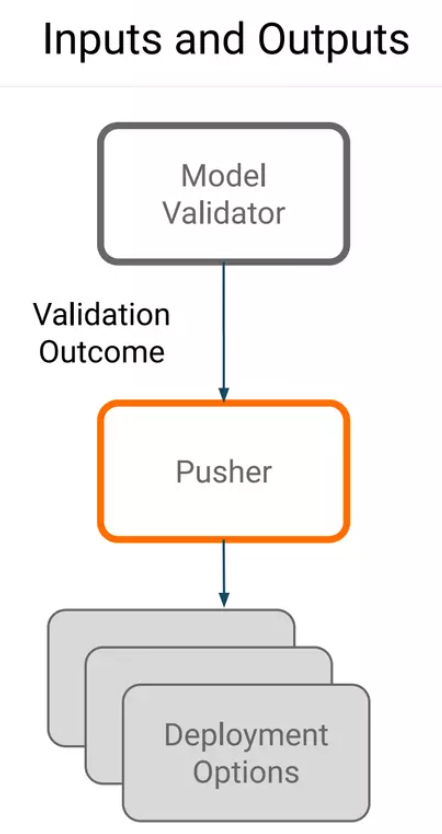 Inputs and Outputs
Model
Validator
Validation
Outcome
Pusher
Deployment
Options